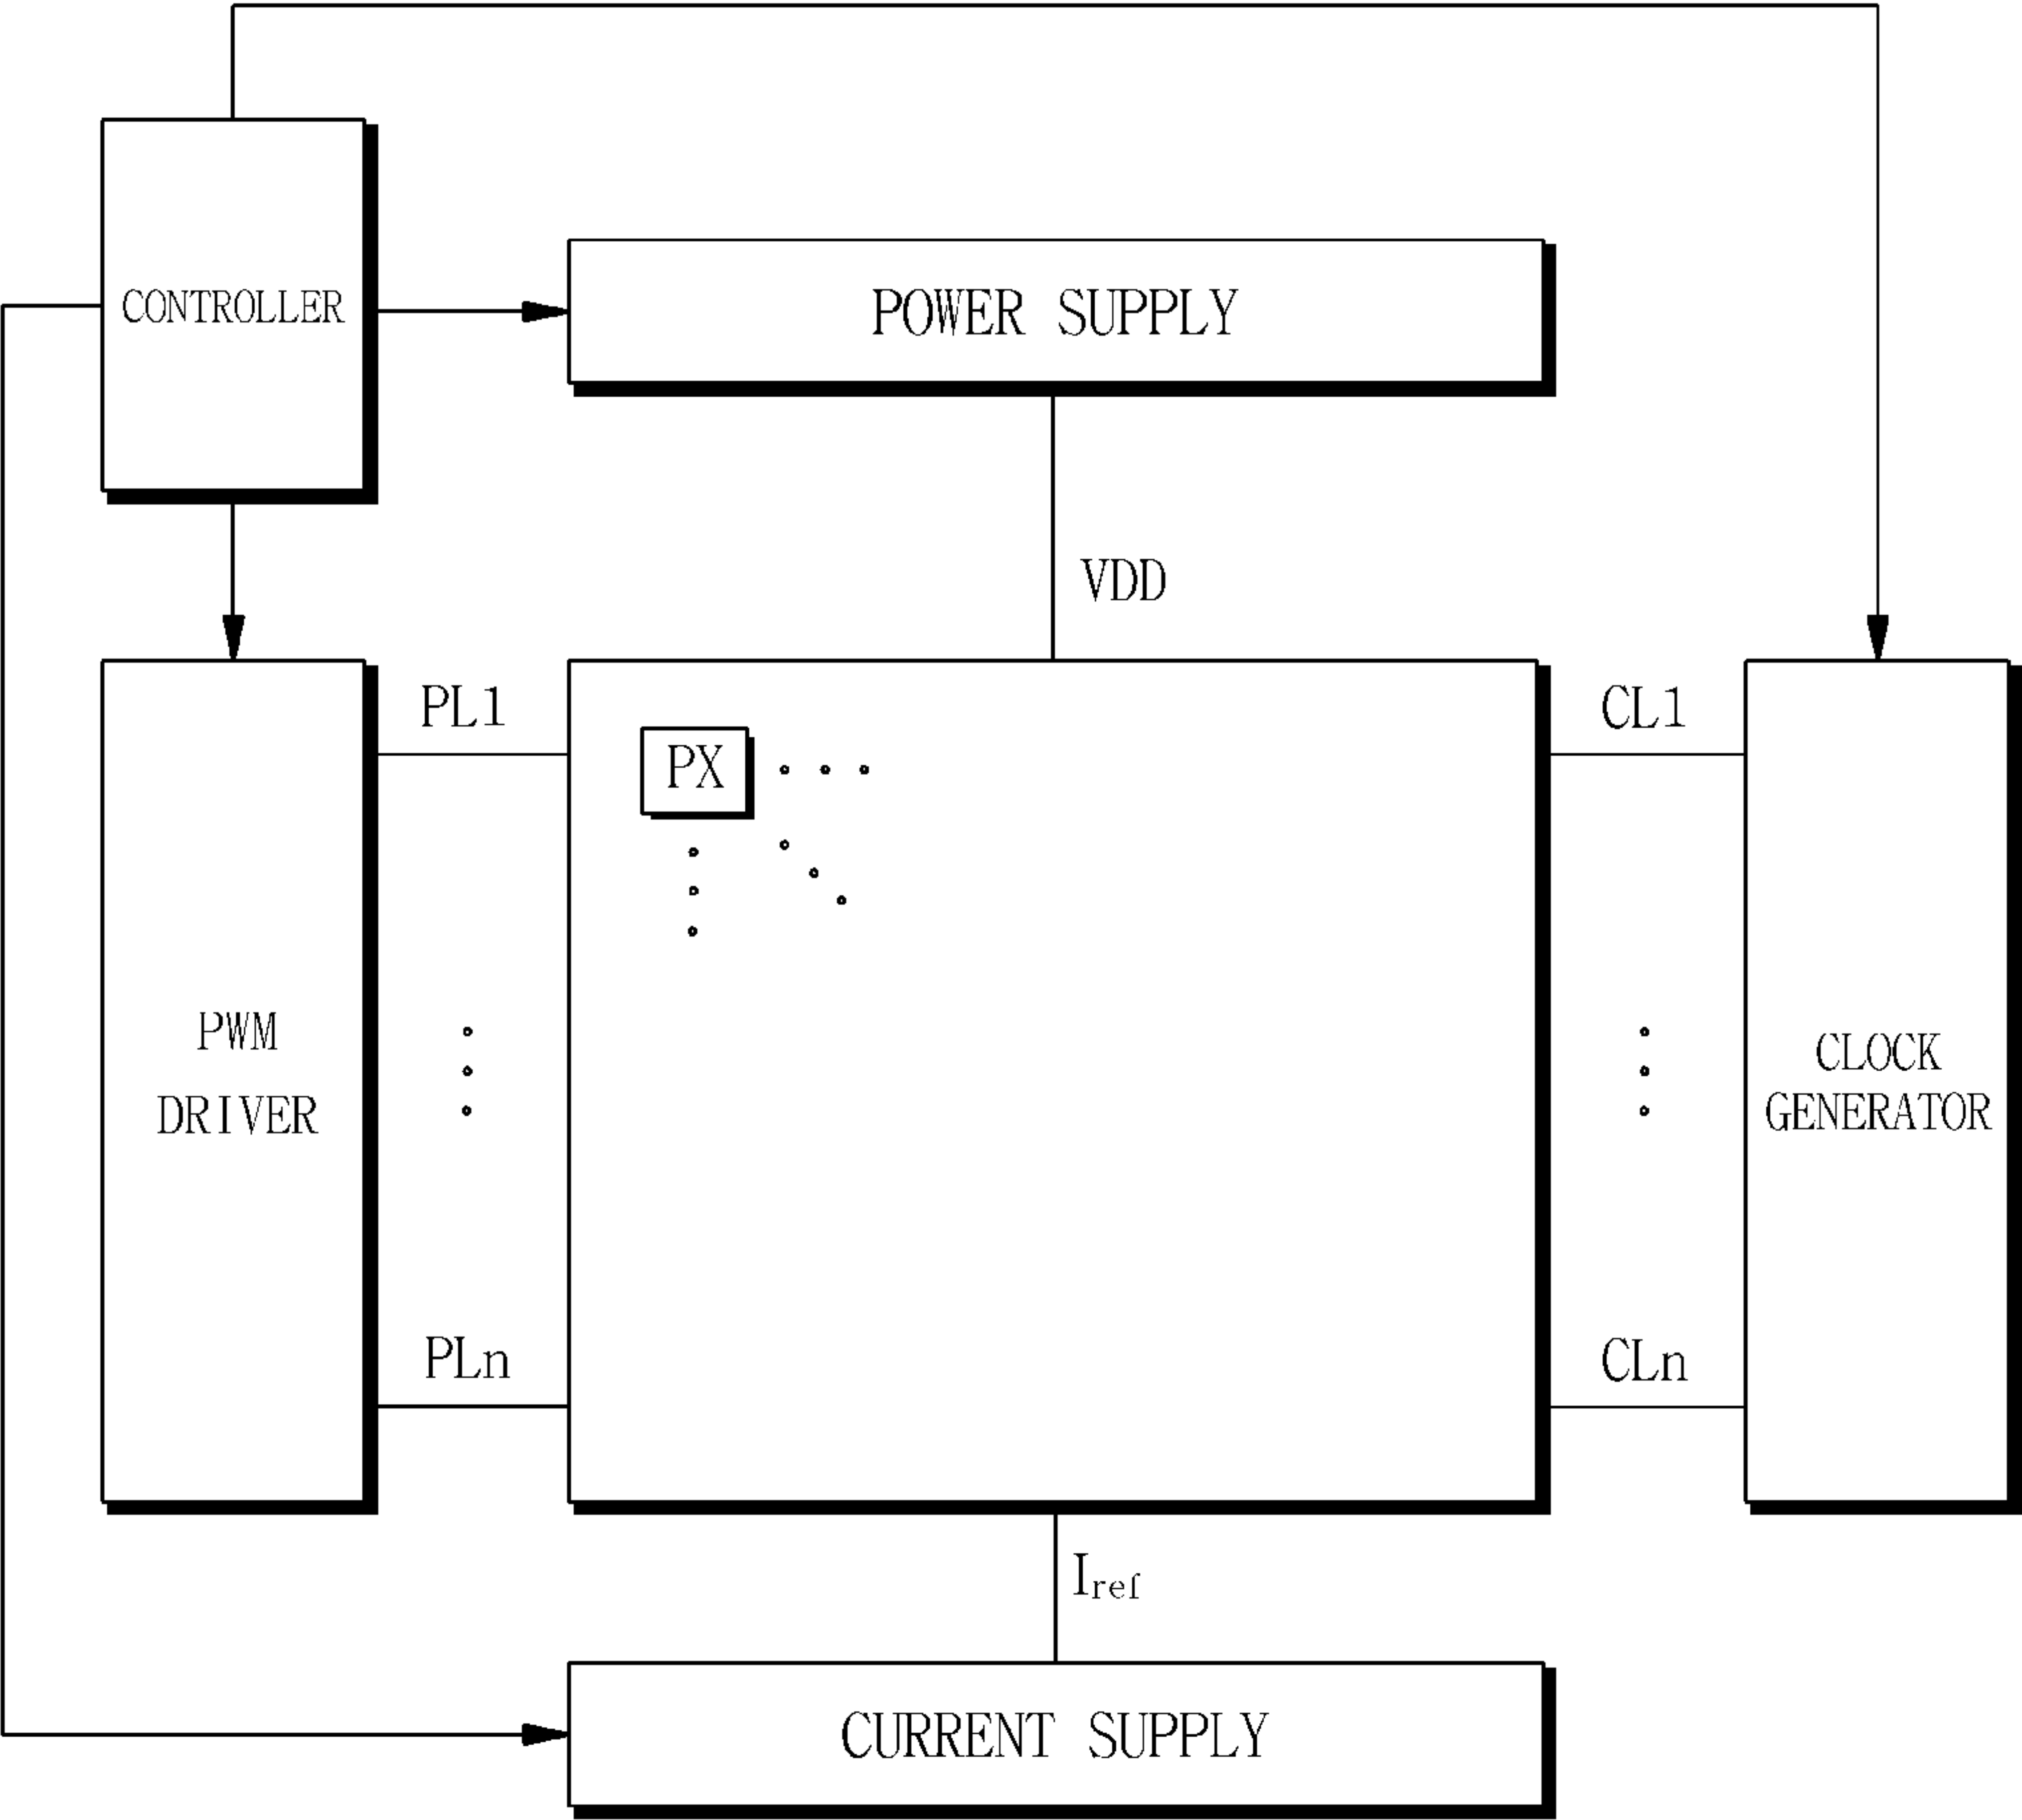 CONTROLLER
POWER SUPPLY
VDD
PL1
PX
CL1
PWM
DRIVER
CLOCK
GENERATOR
PLn
CLn
Iref
CURRENT SUPPLY